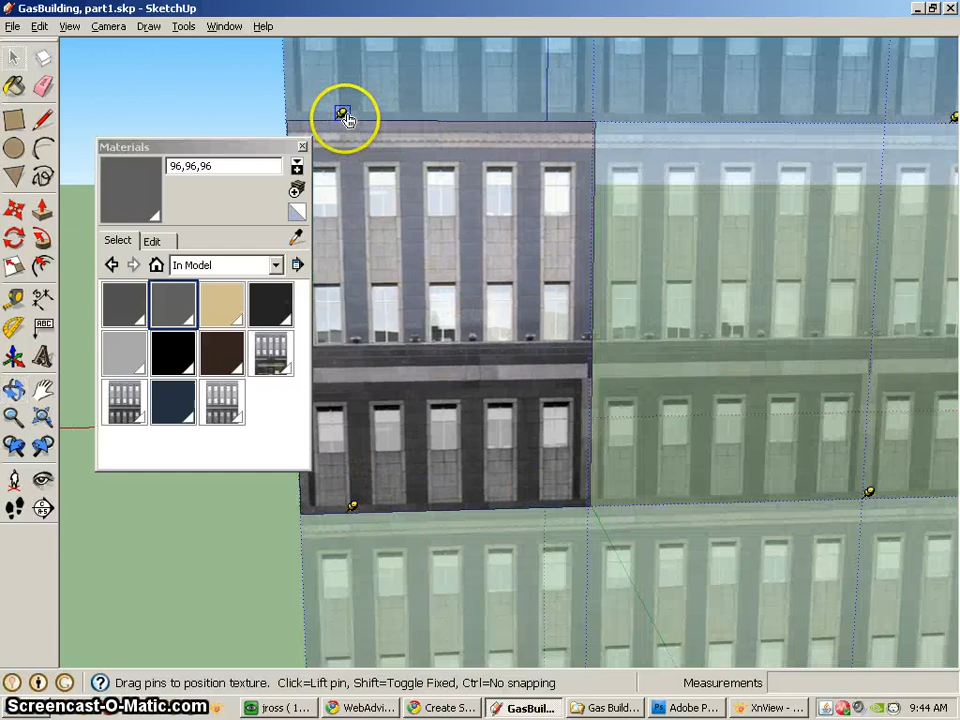 GasBuilding, part1.skp - SketchUp
File Edit View Camera Draw Tools Window Help
Materials
96,96,96
Select Edit
In Model
ABC
Drag pins to position texture. Click=Lift pin, Shift=Toggle Fixed, Ctrl=No snapping
Measurements
Screencast-O-Matic.com
jross ( 1...
WebAdvi...
Create S...
GasBuil...
Gas Build...
Adobe P...
XnView - ...
9:44 AM